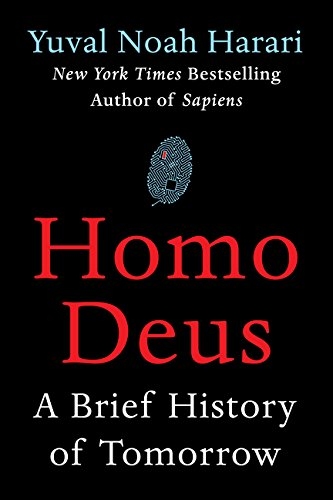 Yuval Noah Harari
New York Times Bestselling
Author of Sapiens
Homo
Deus
A Brief History
of Tomorrow